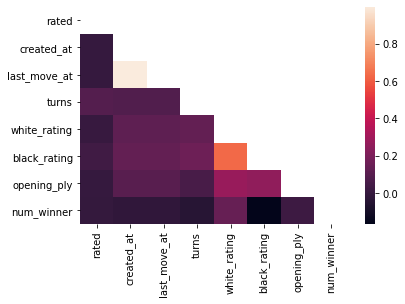 rated
created_at
last_move_at
turns
white_rating
black_rating
opening_ply
num_winner
rated
created_at
last_move_at
turns
white_rating
black_rating
opening_ply
num_winner
0.8
0.6
0.4
0.2
0.0